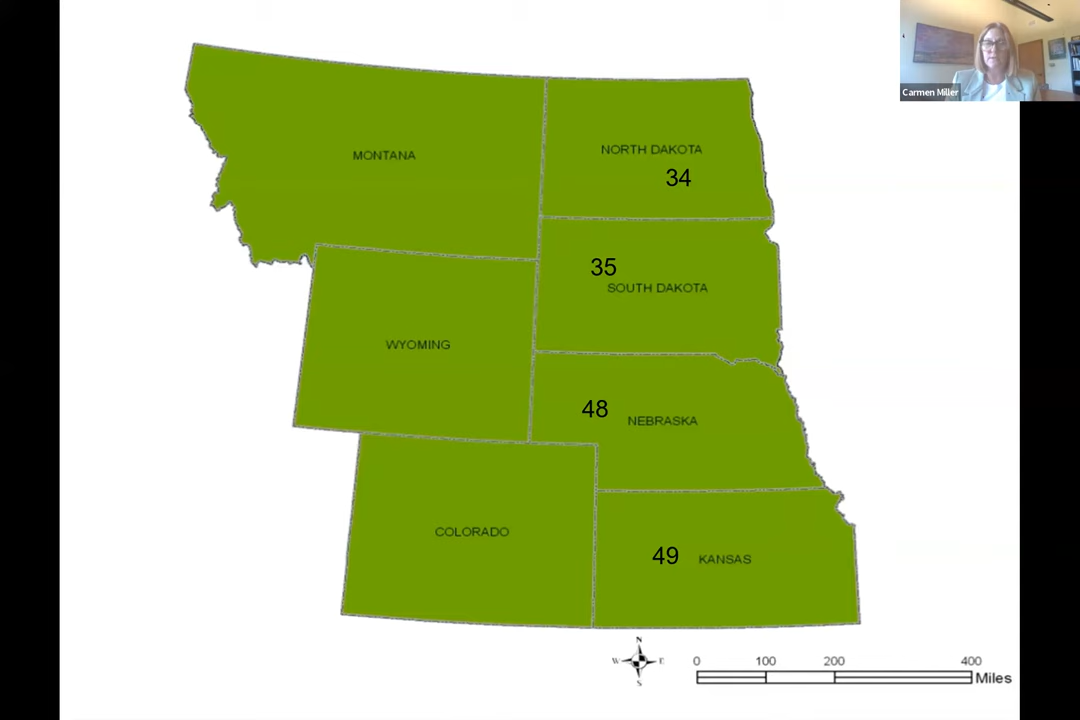 Carmen Miller
MONTANA
NORTH DAKOTA
34
35
SOUTH DAKOTA
WYOMING
48
NEBRASKA
COLORADO
49
KANSAS
N
W
E
S
0
100
200
400
Miles